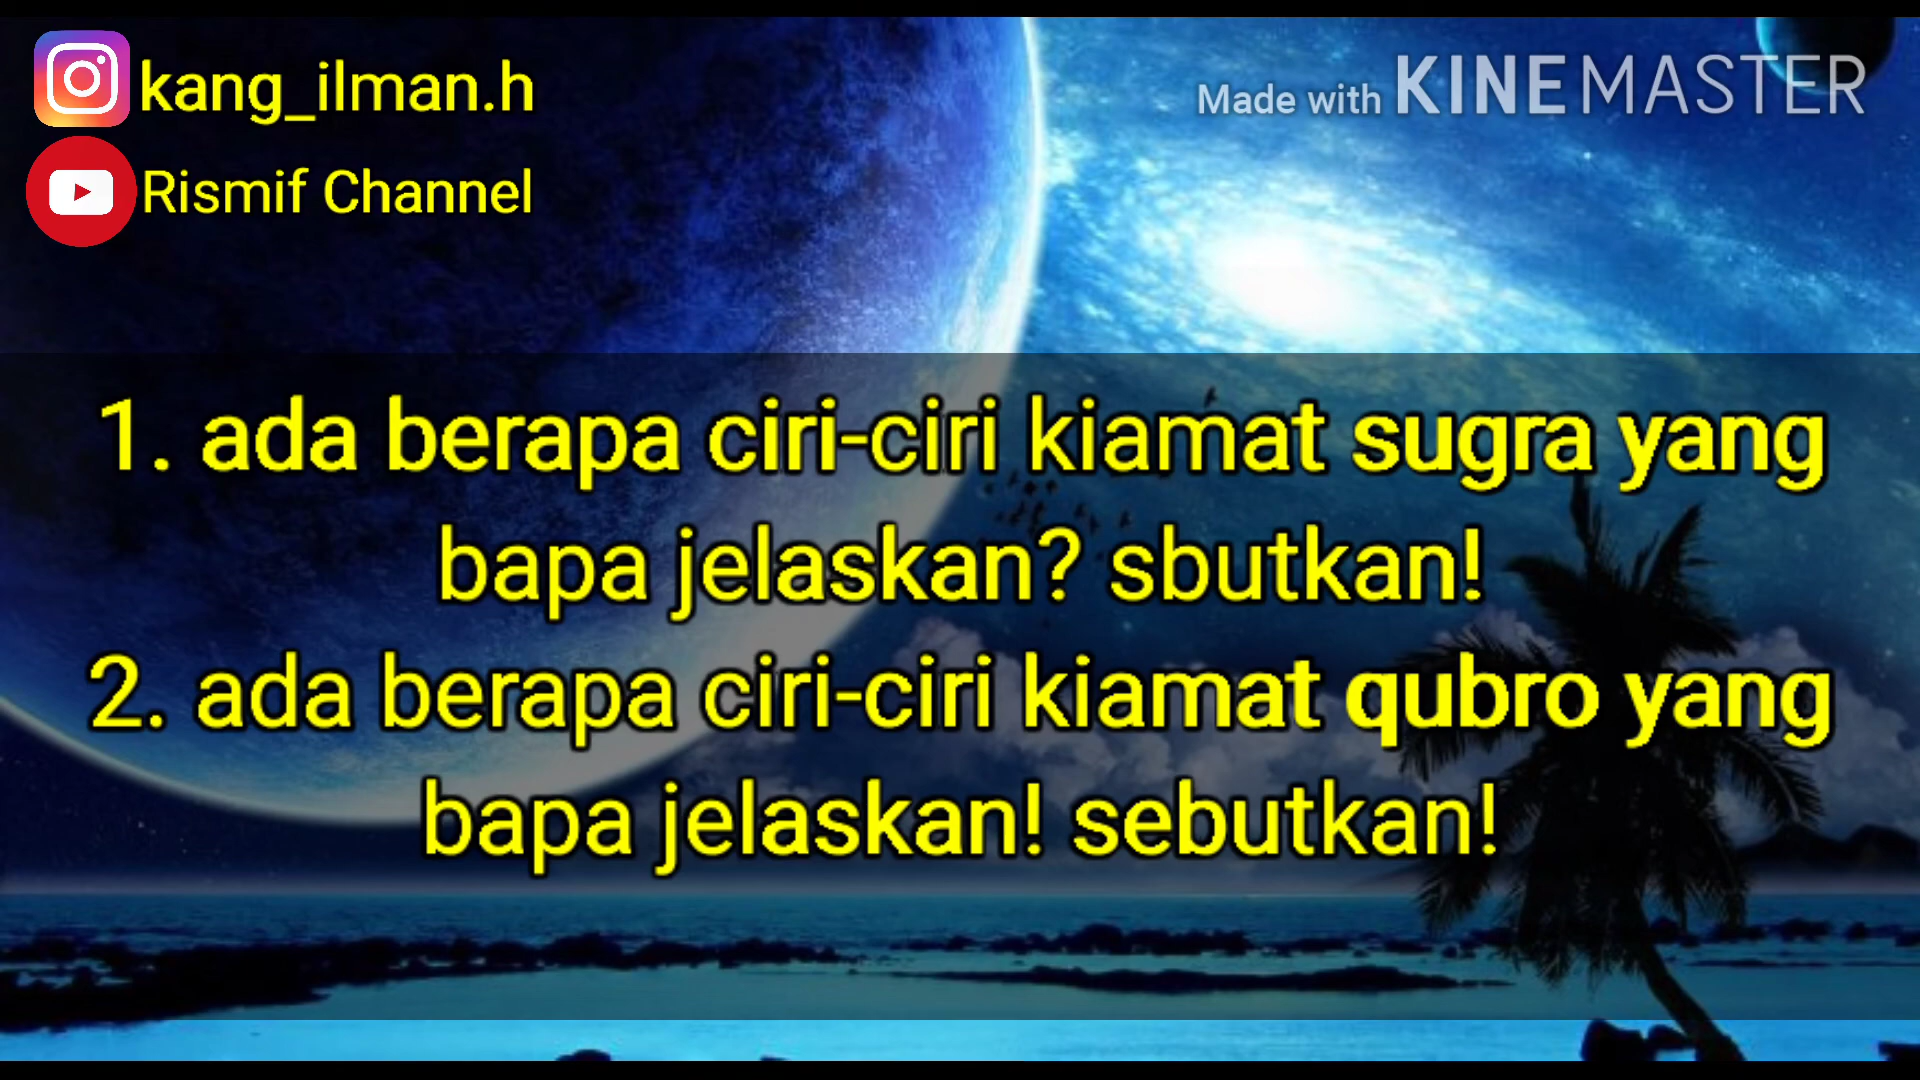 kang_ilman.h
Made with KINEMASTER
Rismif Channel
1. ada berapa ciri-ciri kiamat sugra yang
bapa jelaskan? sbutkan!
2. ada berapa ciri-ciri kiamat qubro yang
bapa jelaskan! sebutkan!